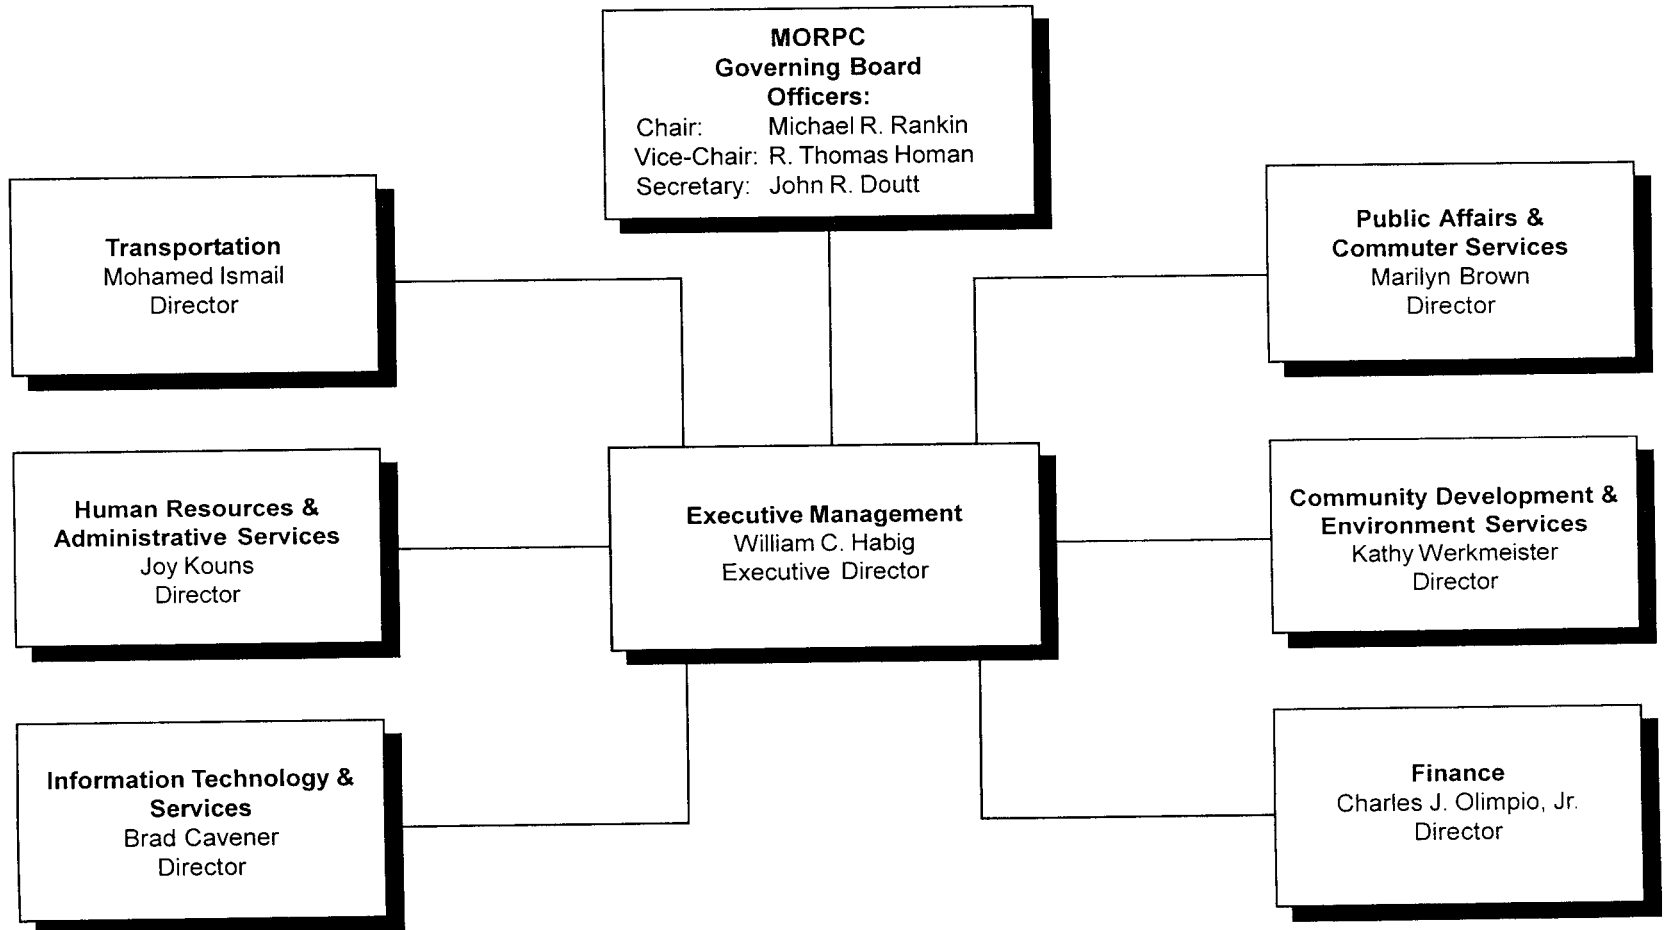 MORPC
Governing Board
Officers:
Chair: Michael R. Rankin
Vice-Chair: R. Thomas Homan
Secretary: John R. Doutt
Transportation
Mohamed Ismail
Director
Public Affairs &
Commuter Services
Marilyn Brown
Director
Human Resources &
Administrative Services
Joy Kouns
Director
Executive Management
William C. Habig
Executive Director
Community Development &
Environment Services
Kathy Werkmeister
Director
Information Technology &
Services
Brad Cavener
Director
Finance
Charles J. Olimpio, Jr.
Director